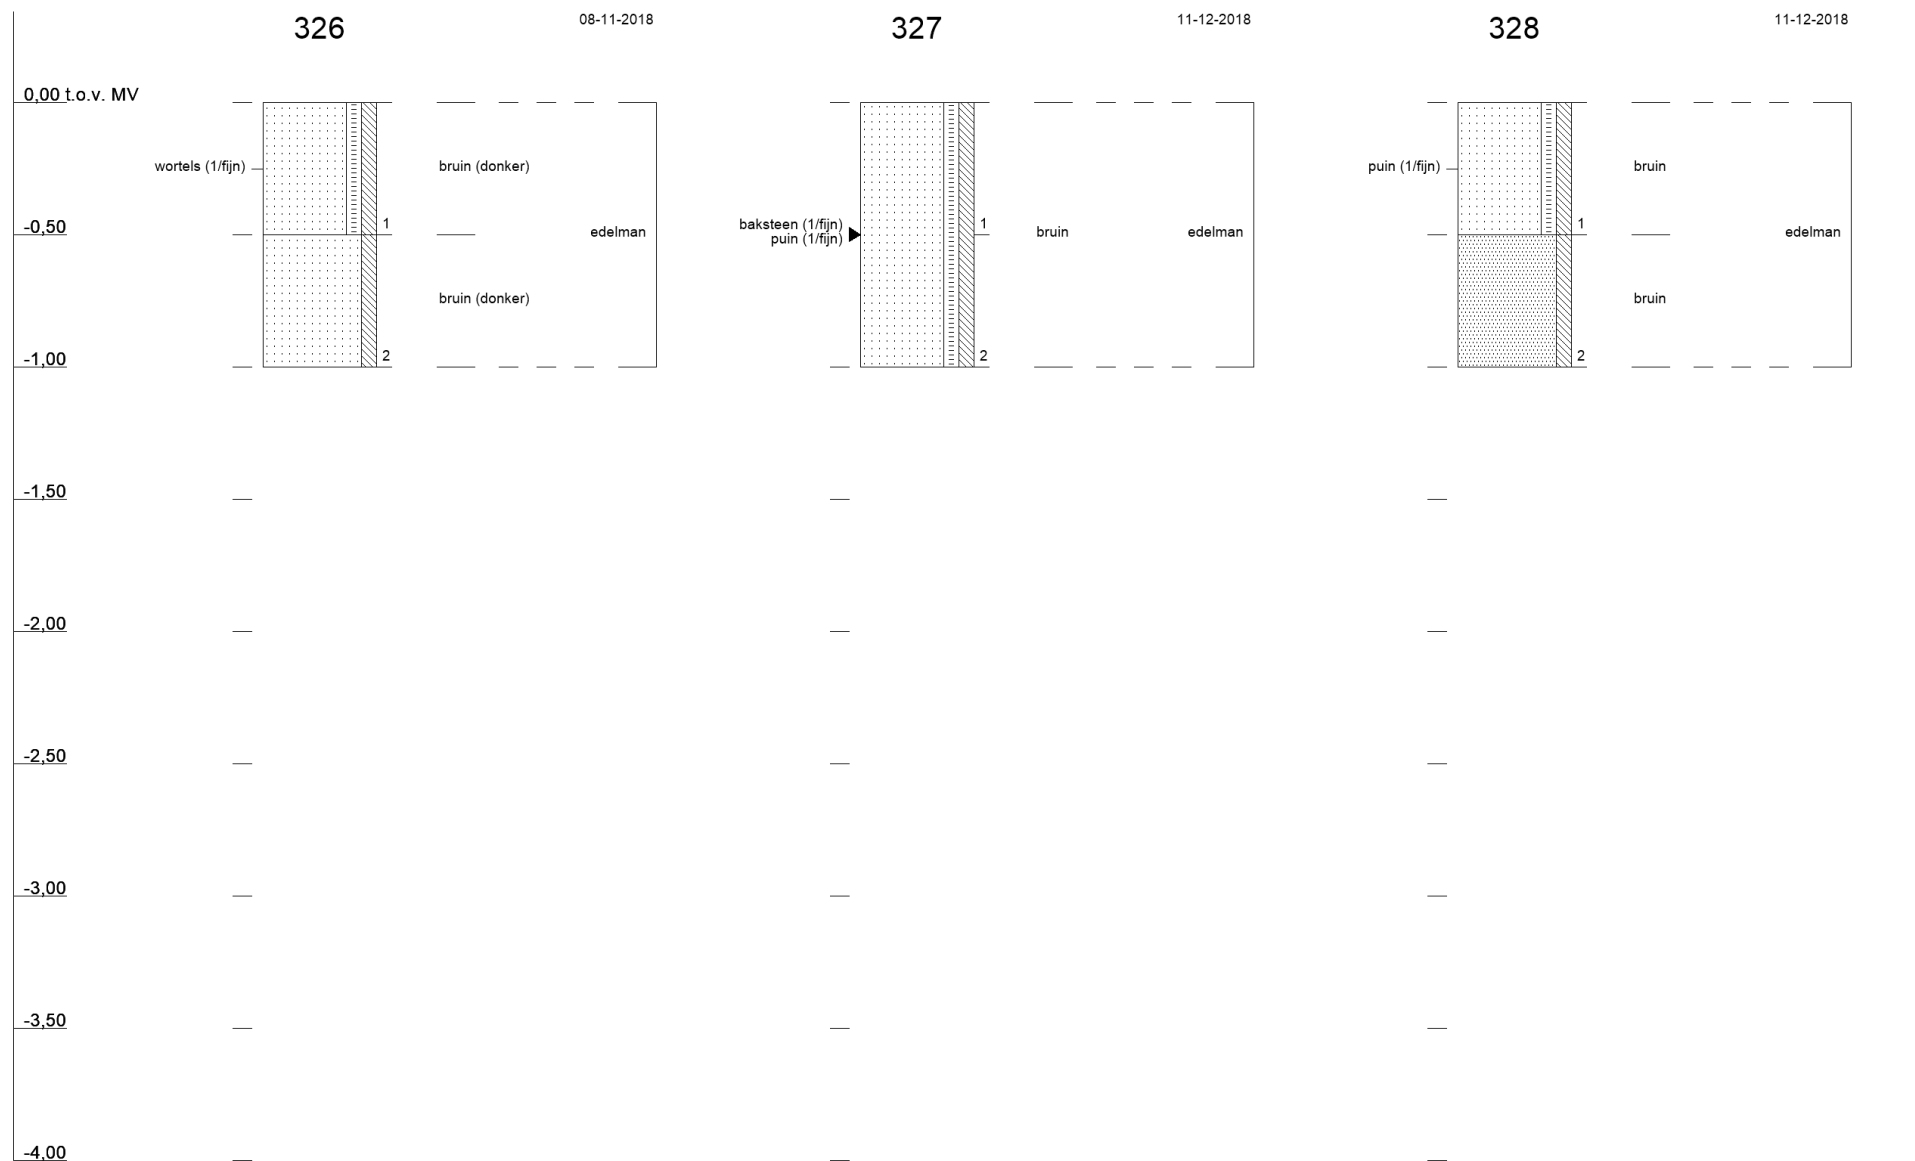 326
08-11-2018
327
11-12-2018
328
11-12-2018
0,00 t.o.v. MV
wortels (1/fijn)
bruin (donker)
puin (1/fijn)
bruin
-0,50
1
edelman
baksteen (1/fijn)
puin (1/fijn)
1
bruin
edelman
1
edelman
bruin (donker)
bruin
-1,00
2
2
2
-1,50
-2,00
-2,50
-3,00
-3,50
-4,00